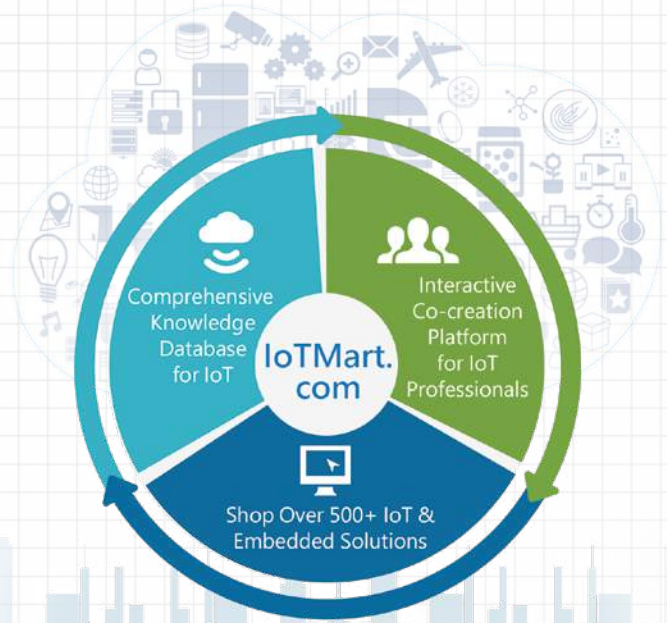 Comprehensive
Knowledge
Database
for IoT
Interactive
Co-creation
Platform
for IoT
Professionals
IoTMart.
com
Shop Over 500+ IoT &
Embedded Solutions